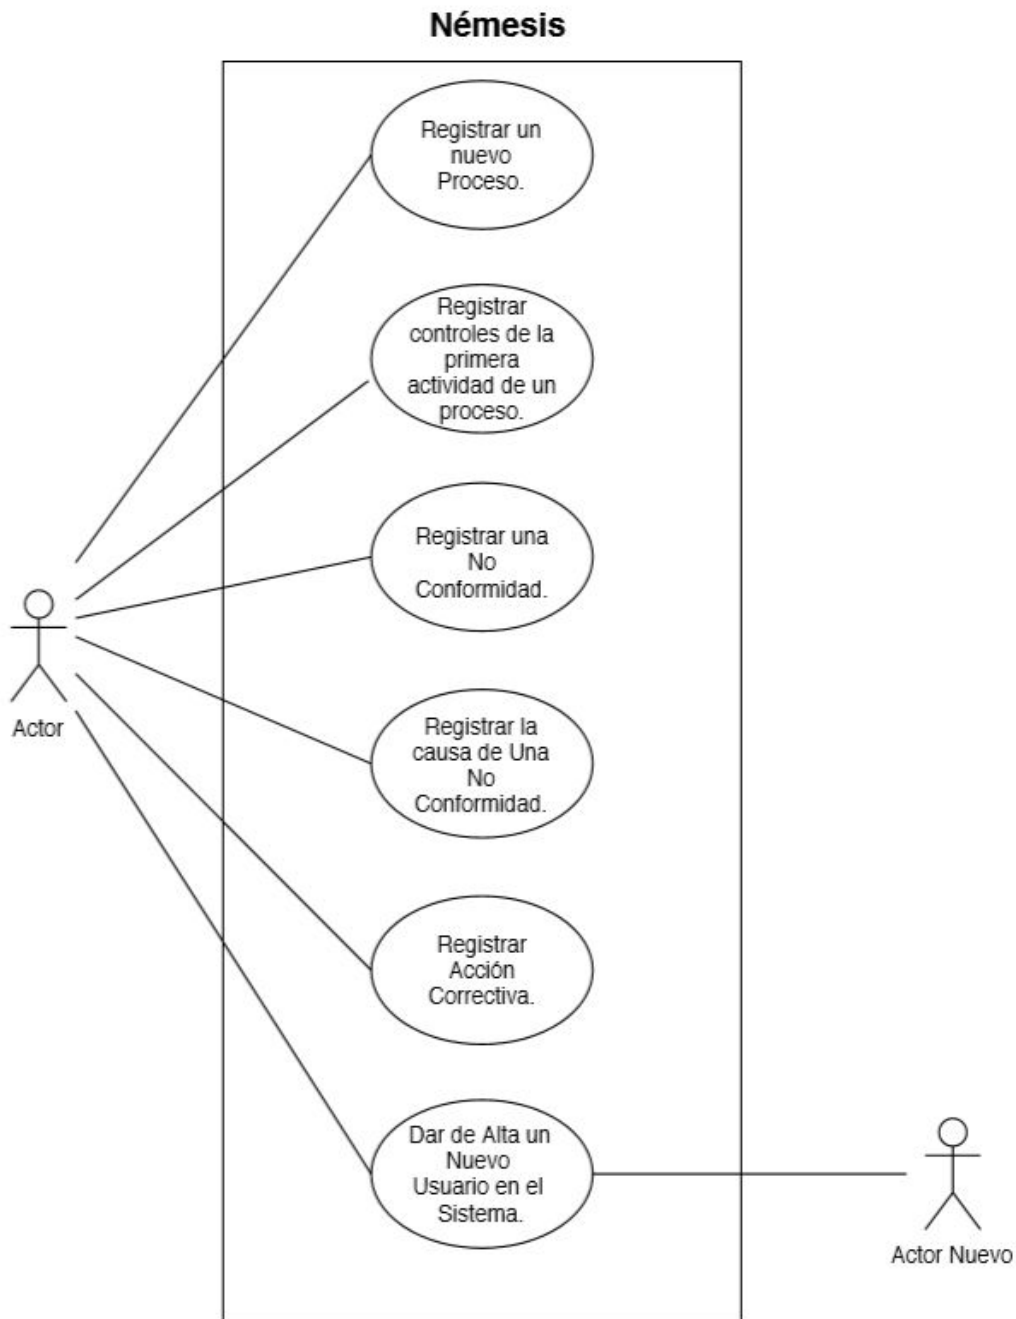 Némesis
Registrar un
nuevo
Proceso.
Registrar
controles de la
primera
actividad de un
proceso.
Registrar una
No
Conformidad.
Actor
Registrar la
causa de Una
No
Conformidad.
Registrar
Acción
Correctiva.
Dar de Alta un
Nuevo
Usuario en el
Sistema.
Actor Nuevo